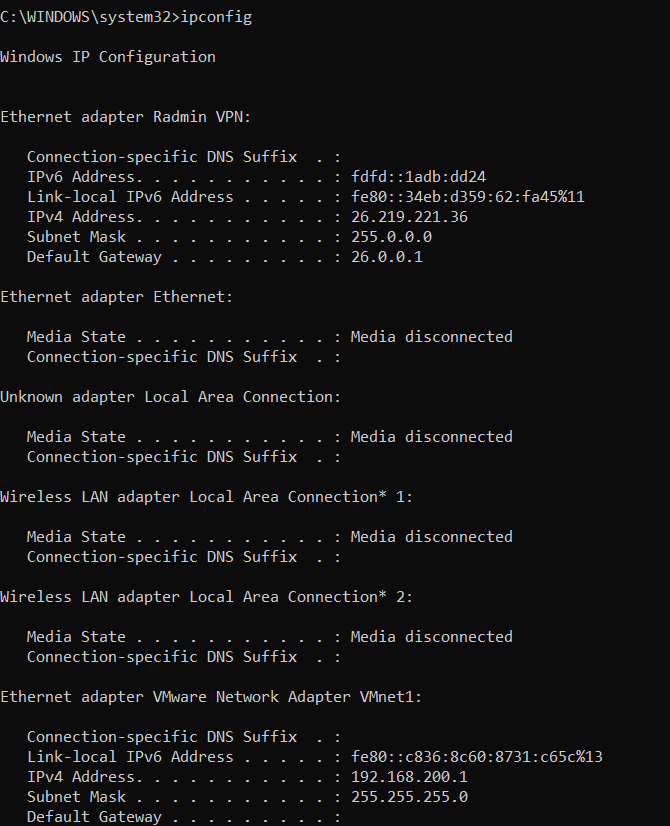 C:\WINDOWS\system32>ipconfig
Windows IP Configuration
Ethernet adapter Radmin VPN:
Connection-specific DNS Suffix  . :
IPv6 Address. . . . . . . . . . . : fdfd::1adb:dd24
Link-local IPv6 Address . . . . . : fe80::34eb:d359:62:fa45%11
IPv4 Address. . . . . . . . . . . : 26.219.221.36
Subnet Mask . . . . . . . . . . . : 255.0.0.0
Default Gateway . . . . . . . . . : 26.0.0.1
Ethernet adapter Ethernet:
Media State . . . . . . . . . . . : Media disconnected
Connection-specific DNS Suffix  . :
Unknown adapter Local Area Connection:
Media State . . . . . . . . . . . : Media disconnected
Connection-specific DNS Suffix  . :
Wireless LAN adapter Local Area Connection* 1:
Media State . . . . . . . . . . . : Media disconnected
Connection-specific DNS Suffix  . :
Wireless LAN adapter Local Area Connection* 2:
Media State . . . . . . . . . . . : Media disconnected
Connection-specific DNS Suffix  . :
Ethernet adapter VMware Network Adapter VMnet1:
Connection-specific DNS Suffix  . :
Link-local IPv6 Address . . . . . : fe80::c836:8c60:8731:c65c%13
IPv4 Address. . . . . . . . . . . : 192.168.200.1
Subnet Mask . . . . . . . . . . . : 255.255.255.0
Default Gateway . . . . . . . . . :